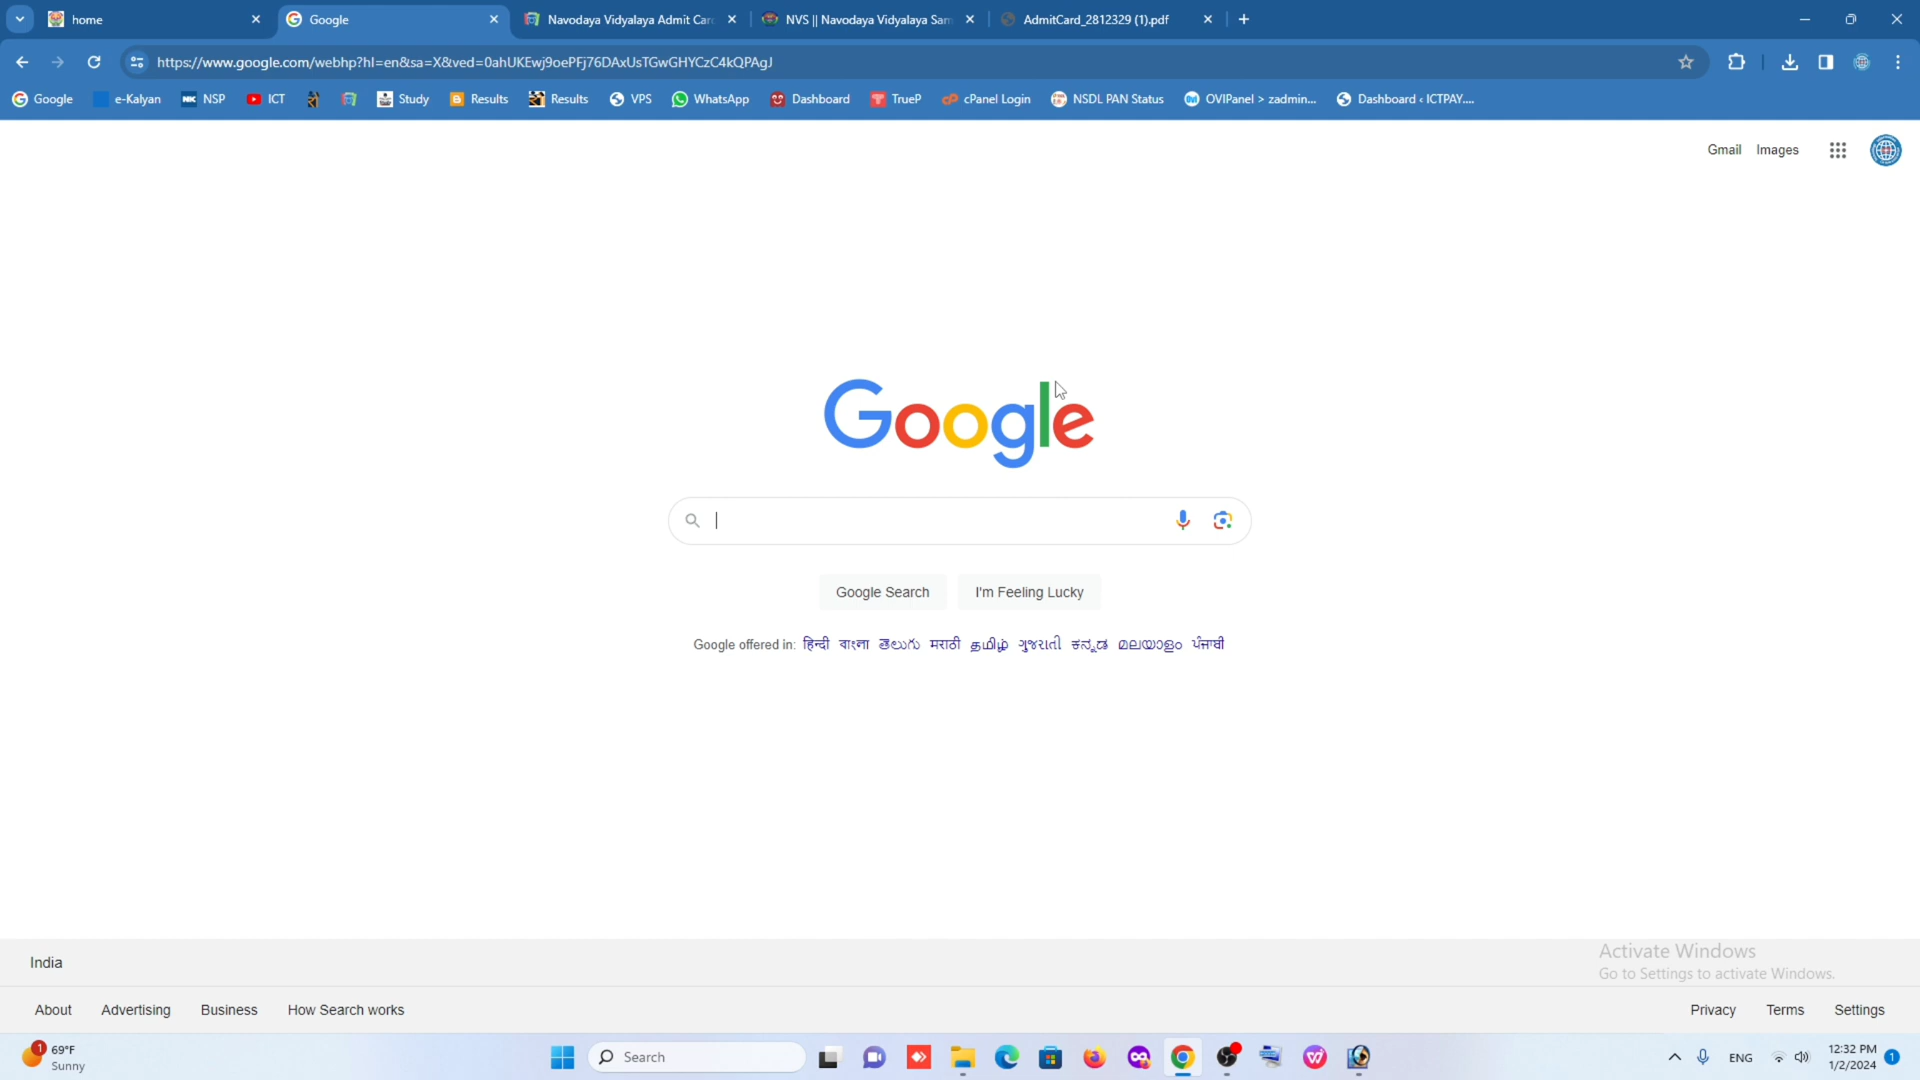 home
Google
Navodaya Vidyalaya Admit Car
NVS || Navodaya Vidyalaya Sam
AdmitCard_2812329 (1).pdf
https://www.google.com/webhp?hl=en&sa=X&ved=0ahUKEwj9oePFj76DAxUsTGwGHYCzC4kQPAgJ
Google
e-Kalyan
NSP
ICT
Study
Results
Results
VPS
WhatsApp
Dashboard
TrueP
cPanel Login
NSDL PAN Status
OVIPanel > zadmin...
Dashboard ‹ ICTPAY....
Gmail
Images
Google
Google Search
I'm Feeling Lucky
Google offered in: हिन्दी বাংলা తెలుగు मराठी தமிழ் ગુજરાતી ಕನ್ನಡ മലയാളം ਪੰਜਾਬੀ
India
Activate Windows
Go to Settings to activate Windows.
About
Advertising
Business
How Search works
Privacy
Terms
Settings
1
69°F
Sunny
Search
ENG
12:32 PM
1/2/2024
1